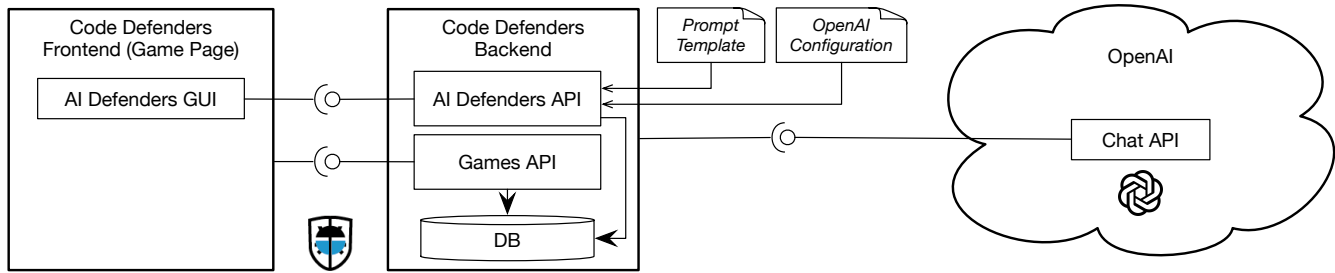 Code Defenders
Frontend (Game Page)
AI Defenders GUI
Code Defenders
Backend
AI Defenders API
Games API
DB
Prompt
Template
OpenAI
Configuration
OpenAI
Chat API